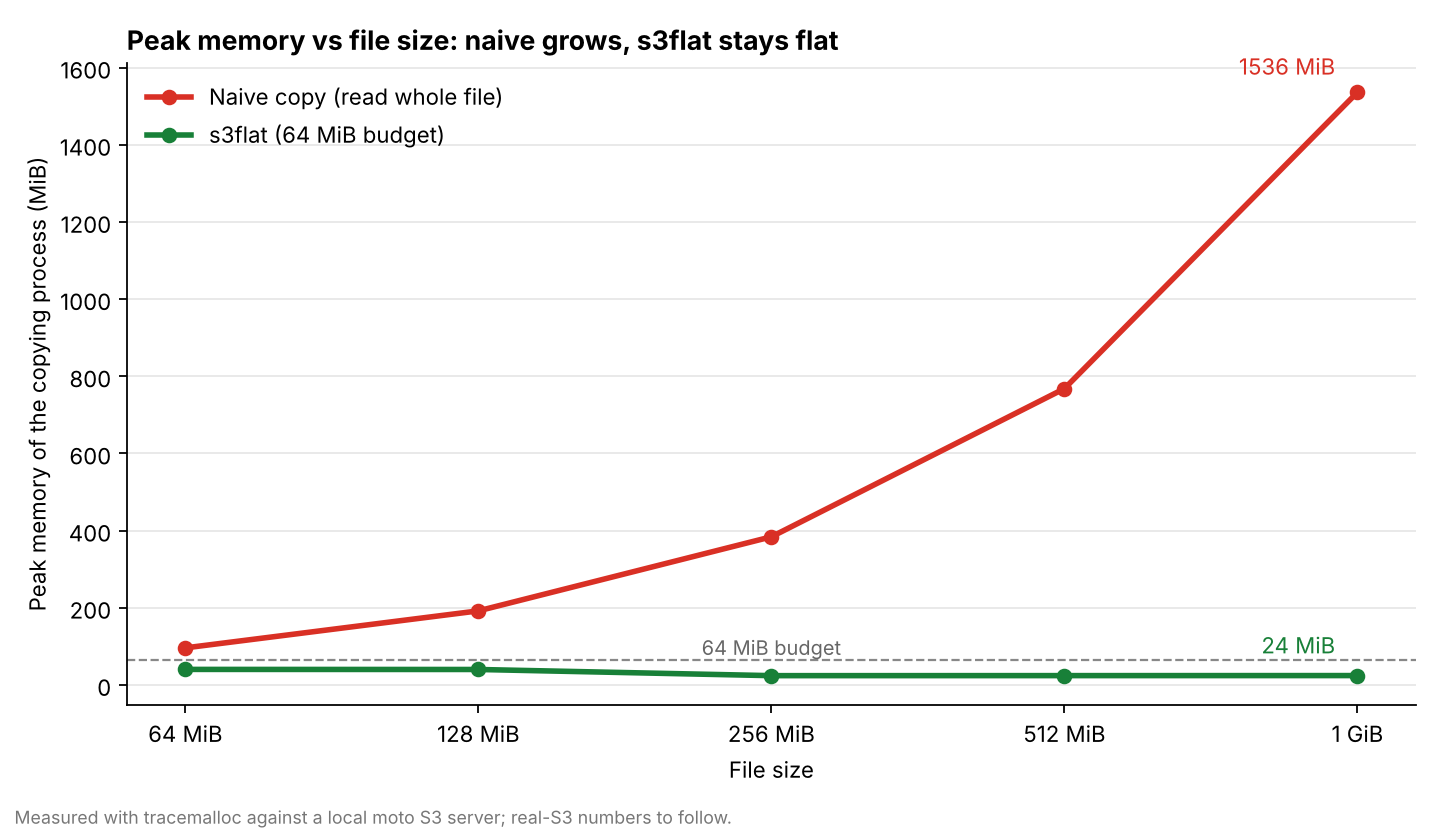 Peak memory vs file size: naive grows, s3flat stays flat
1600
1400
1200
1000
800
600
400
200
0
Peak memory of the copying process (MiB)
Naive copy (read whole file)
s3flat (64 MiB budget)
1536 MiB
64 MiB budget
24 MiB
64 MiB
128 MiB
256 MiB
512 MiB
1 GiB
File size
Measured with tracemalloc against a local moto S3 server; real-S3 numbers to follow.